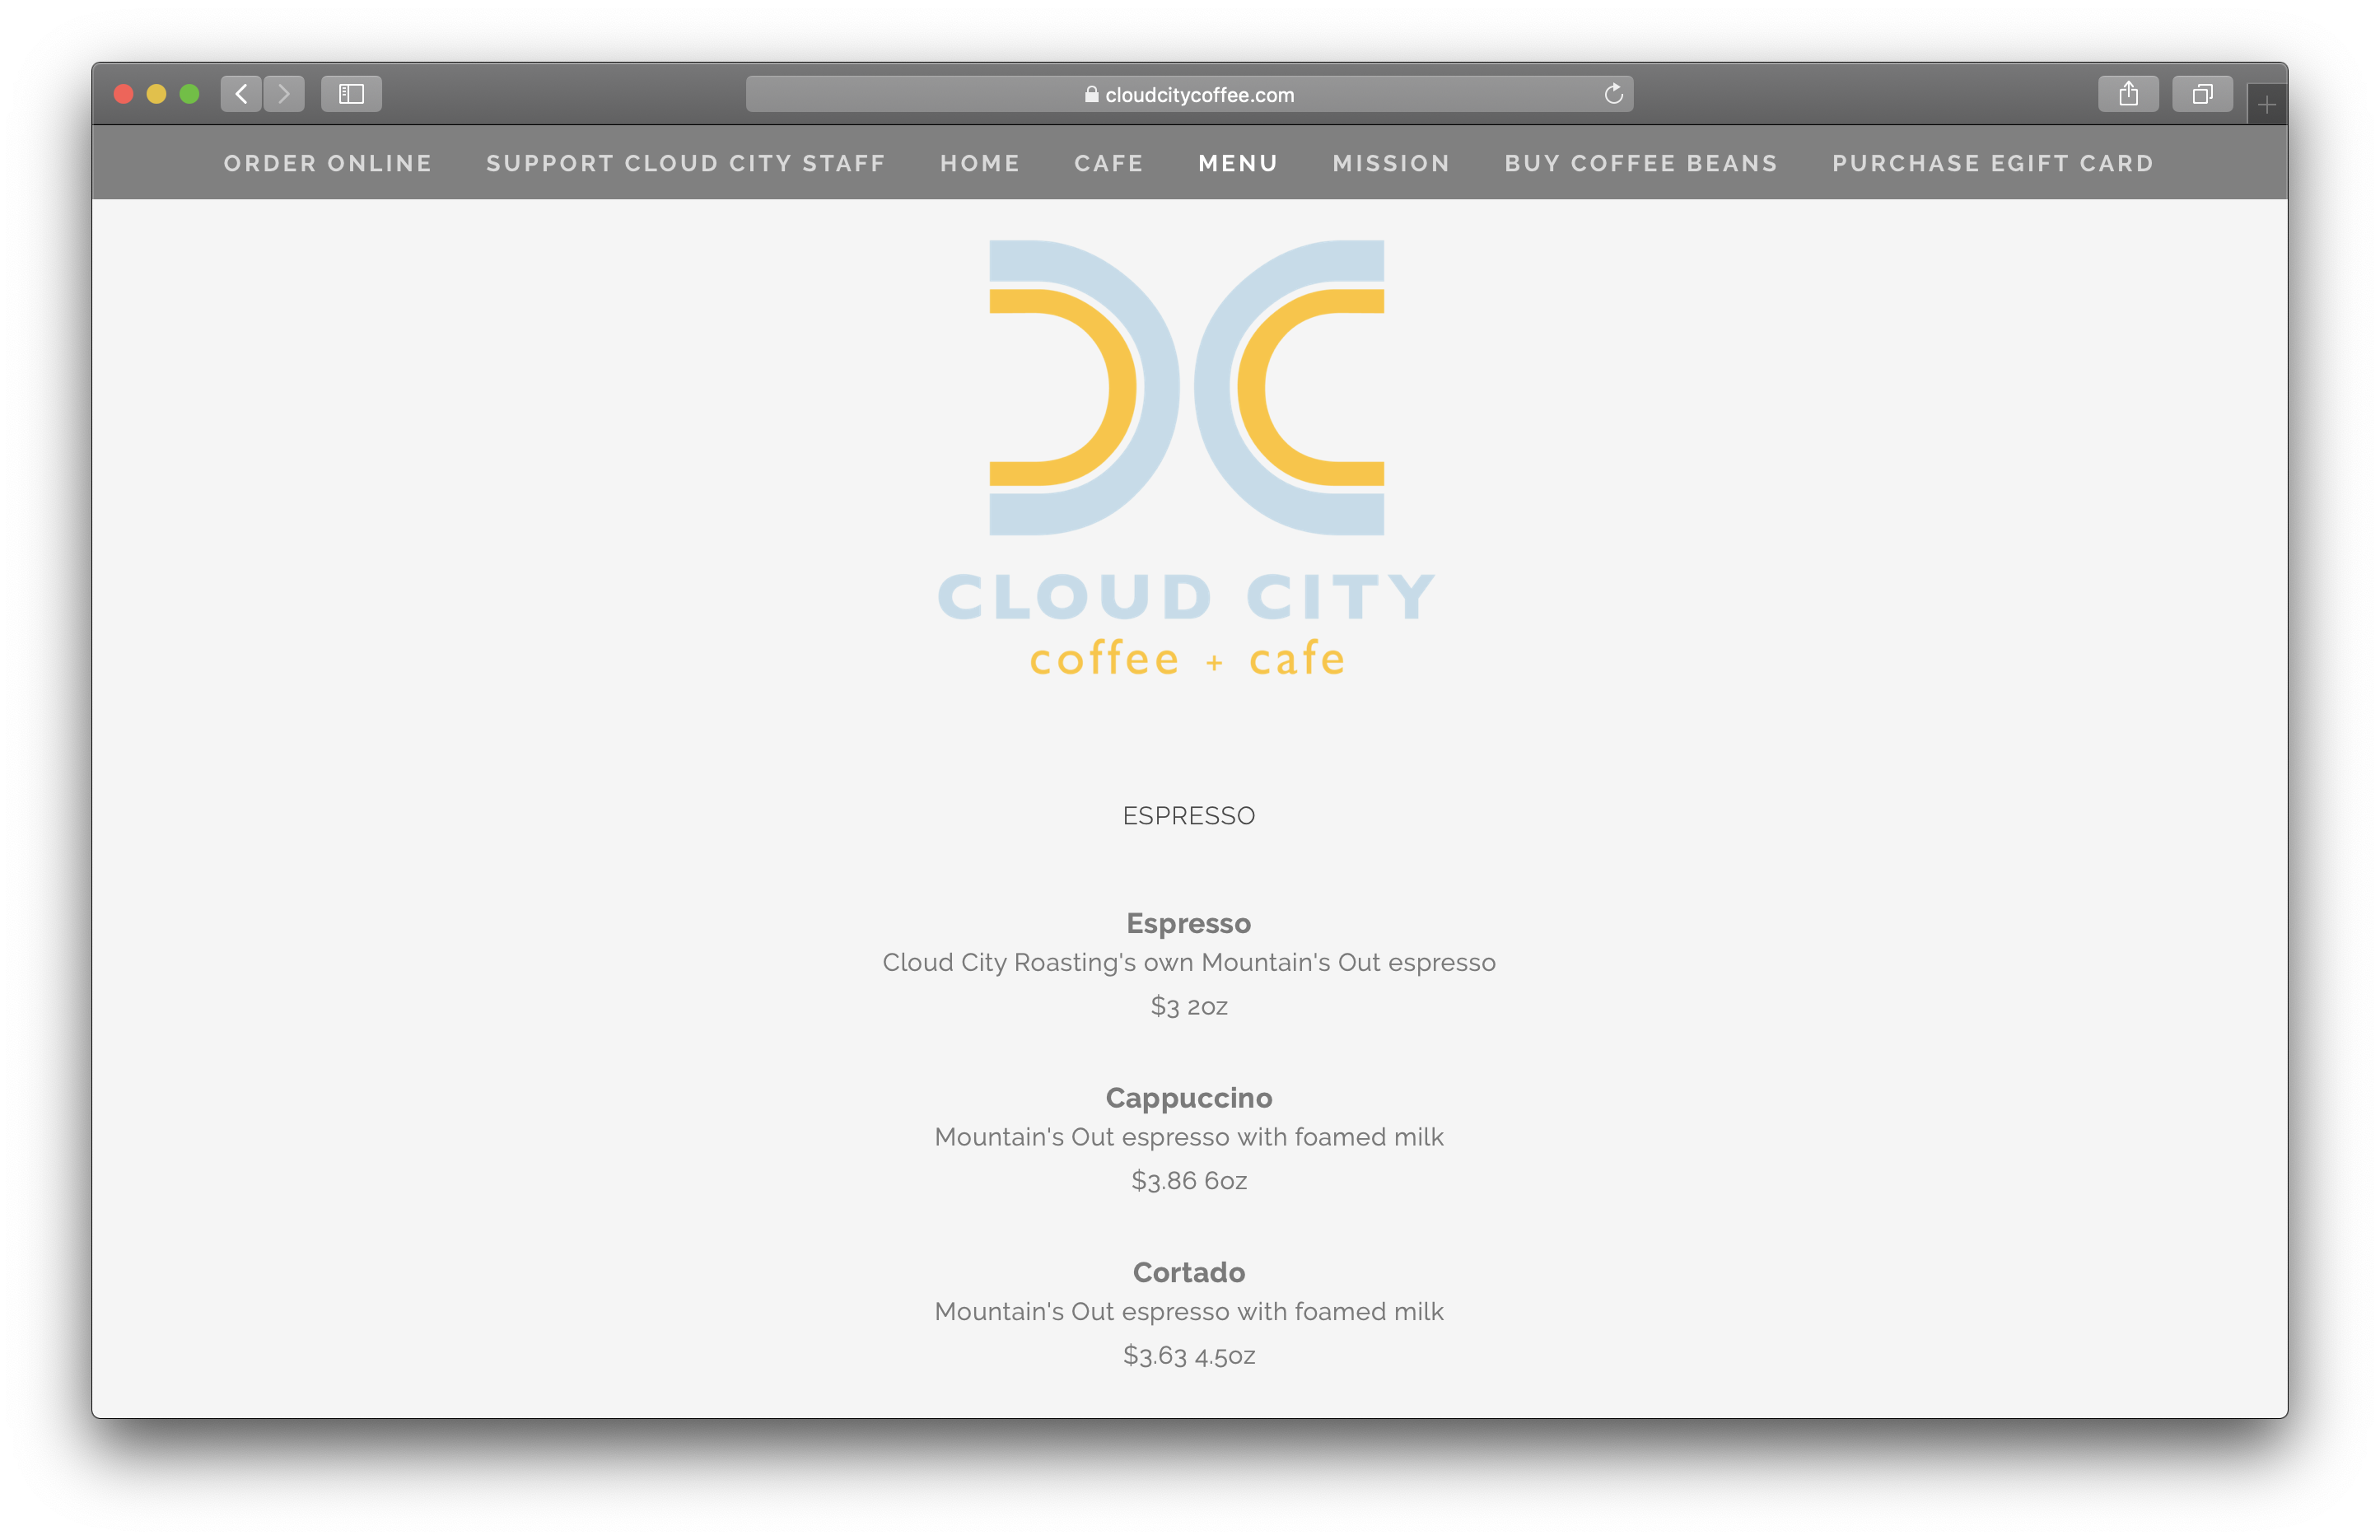 cloudcitycoffee.com
ORDER ONLINE SUPPORT CLOUD CITY STAFF HOME CAFE MENU MISSION BUY COFFEE BEANS PURCHASE EGIFT CARD
CLOUD CITY
coffee + cafe
ESPRESSO
Espresso
Cloud City Roasting's own Mountain's Out espresso
$3 2oz
Cappuccino
Mountain's Out espresso with foamed milk
$3.86 6oz
Cortado
Mountain's Out espresso with foamed milk
$3.63 4.5oz